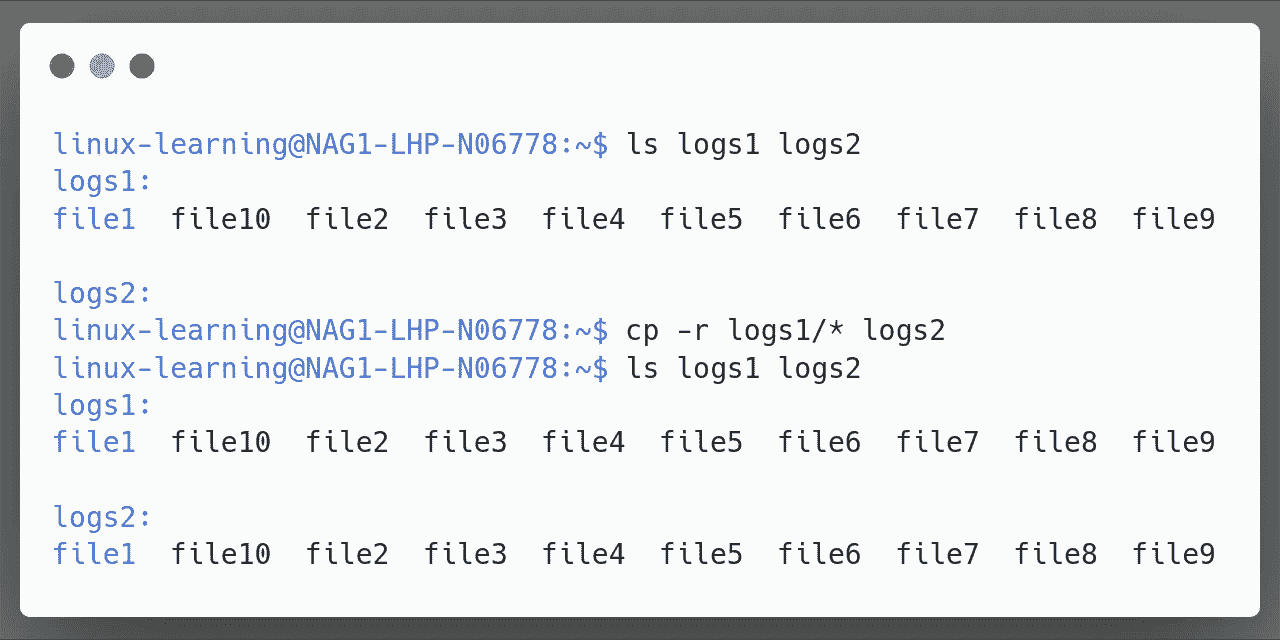 linux-learning@NAG1-LHP-N06778:~$ ls logs1 logs2
logs1:
file1  file10  file2  file3  file4  file5  file6  file7  file8  file9
logs2:
linux-learning@NAG1-LHP-N06778:~$ cp -r logs1/* logs2
linux-learning@NAG1-LHP-N06778:~$ ls logs1 logs2
logs1:
file1  file10  file2  file3  file4  file5  file6  file7  file8  file9
logs2:
file1  file10  file2  file3  file4  file5  file6  file7  file8  file9